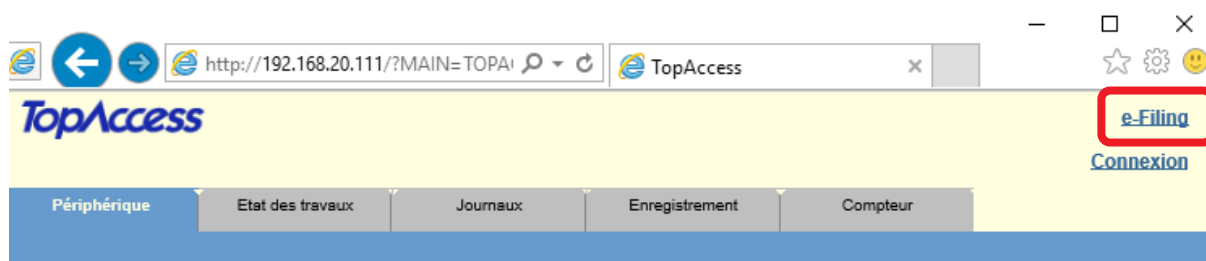 http://192.168.20.111/?MAIN=TOPA
TopAccess
TopAccess
e-Filing
Connexion
Périphérique
Etat des travaux
Journaux
Enregistrement
Compteur